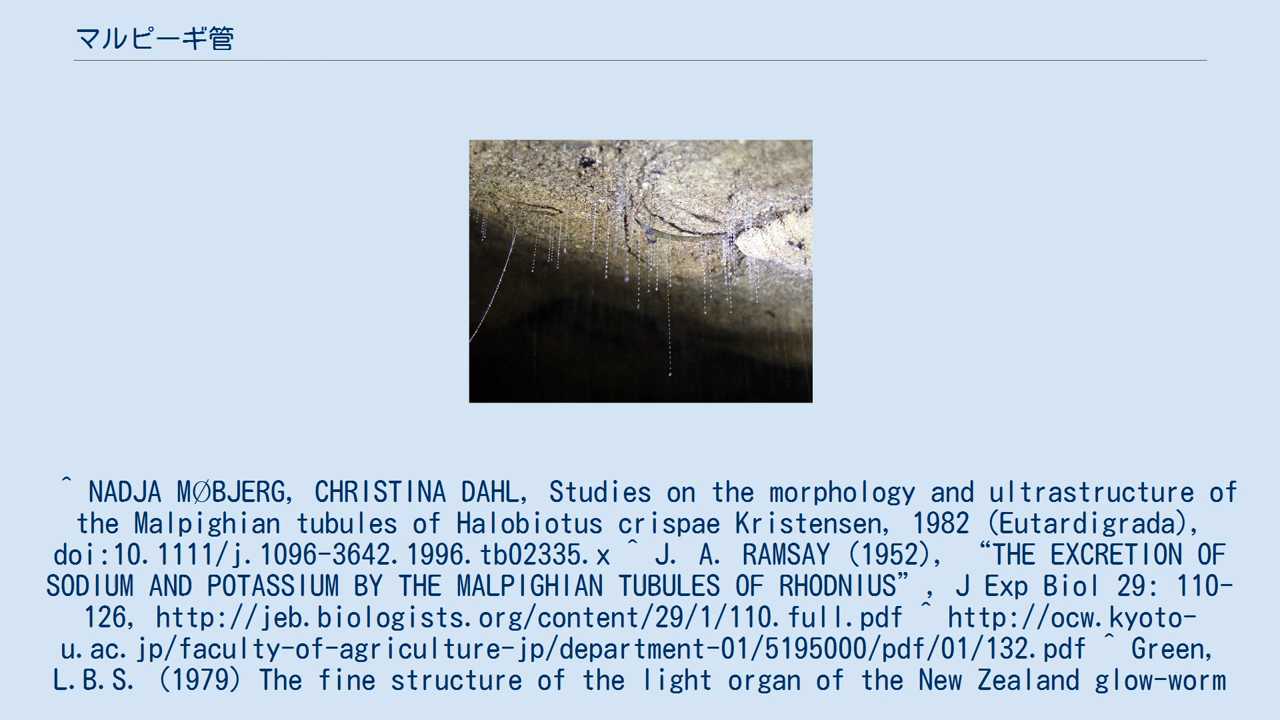 マルピーギ管
^ NADJA MØBJERG, CHRISTINA DAHL, Studies on the morphology and ultrastructure of
the Malpighian tubules of Halobiotus crispae Kristensen, 1982 (Eutardigrada),
doi:10.1111/j.1096-3642.1996.tb02335.x ^ J. A. RAMSAY (1952), “THE EXCRETION OF
SODIUM AND POTASSIUM BY THE MALPIGHIAN TUBULES OF RHODNIUS”, J Exp Biol 29: 110-
126, http://jeb.biologists.org/content/29/1/110.full.pdf ^ http://ocw.kyoto-
u.ac.jp/faculty-of-agriculture-jp/department-01/5195000/pdf/01/132.pdf ^ Green,
L.B.S. (1979) The fine structure of the light organ of the New Zealand glow-worm